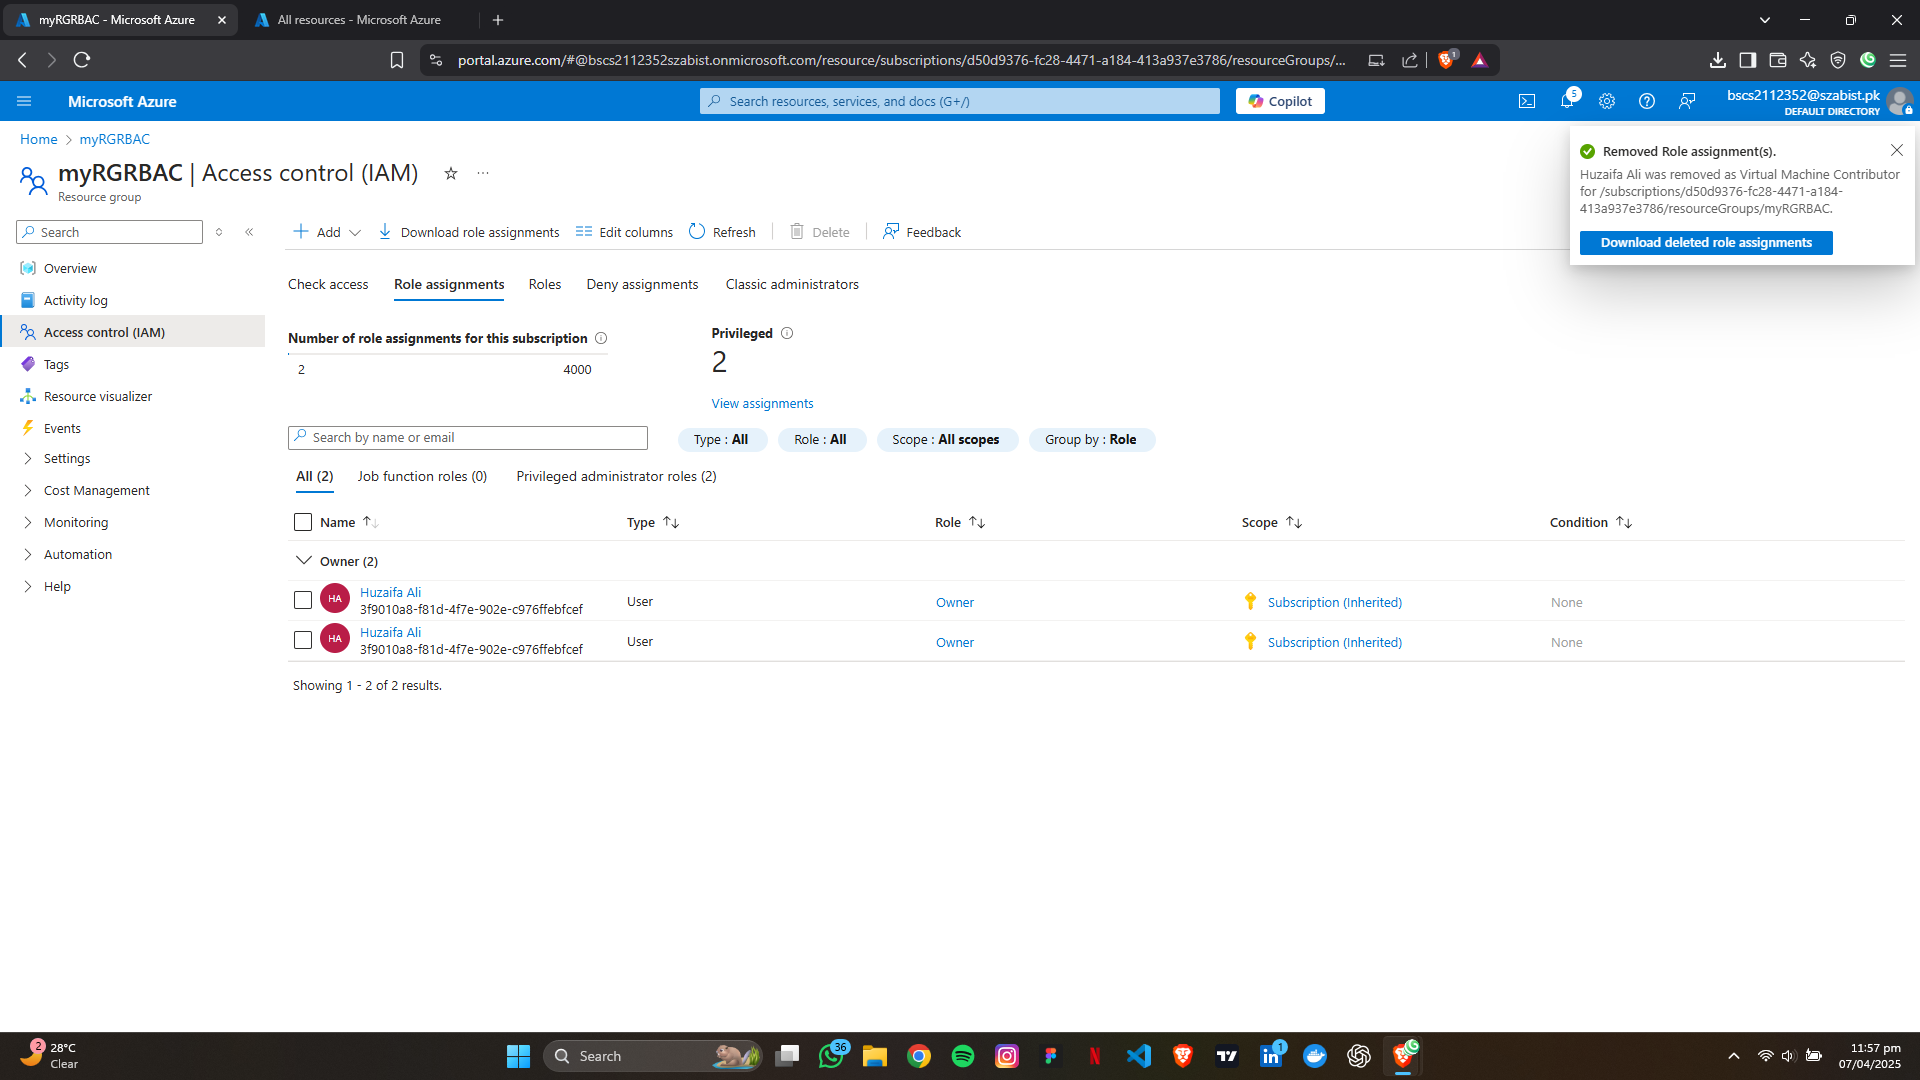 myRGRBAC - Microsoft Azure
All resources - Microsoft Azure
portal.azure.com/#@bscs2112352szabist.onmicrosoft.com/resource/subscriptions/d50d9376-fc28-4471-a184-413a937e3786/resourceGroups/...
1
Microsoft Azure
Search resources, services, and docs (G+/)
Copilot
5
bscs2112352@szabist.pk
DEFAULT DIRECTORY
Home > myRGRBAC
myRGRBAC | Access control (IAM)
Resource group
Removed Role assignment(s).
Huzaifa Ali was removed as Virtual Machine Contributor
for /subscriptions/d50d9376-fc28-4471-a184-
413a937e3786/resourceGroups/myRGRBAC.
Download deleted role assignments
Search
Overview
Activity log
Access control (IAM)
Tags
Resource visualizer
Events
Settings
Cost Management
Monitoring
Automation
Help
Add
Download role assignments
Edit columns
Refresh
Delete
Feedback
Check access
Role assignments
Roles
Deny assignments
Classic administrators
Number of role assignments for this subscription
2
4000
Privileged
2
View assignments
Search by name or email
Type : All
Role : All
Scope : All scopes
Group by : Role
All (2)
Job function roles (0)
Privileged administrator roles (2)
Name
Type
Role
Scope
Condition
Owner (2)
HA
Huzaifa Ali
3f9010a8-f81d-4f7e-902e-c976ffebfcef
User
Owner
Subscription (Inherited)
None
HA
Huzaifa Ali
3f9010a8-f81d-4f7e-902e-c976ffebfcef
User
Owner
Subscription (Inherited)
None
Showing 1 - 2 of 2 results.
2
28°C
Clear
Search
36
1
11:57 pm
07/04/2025